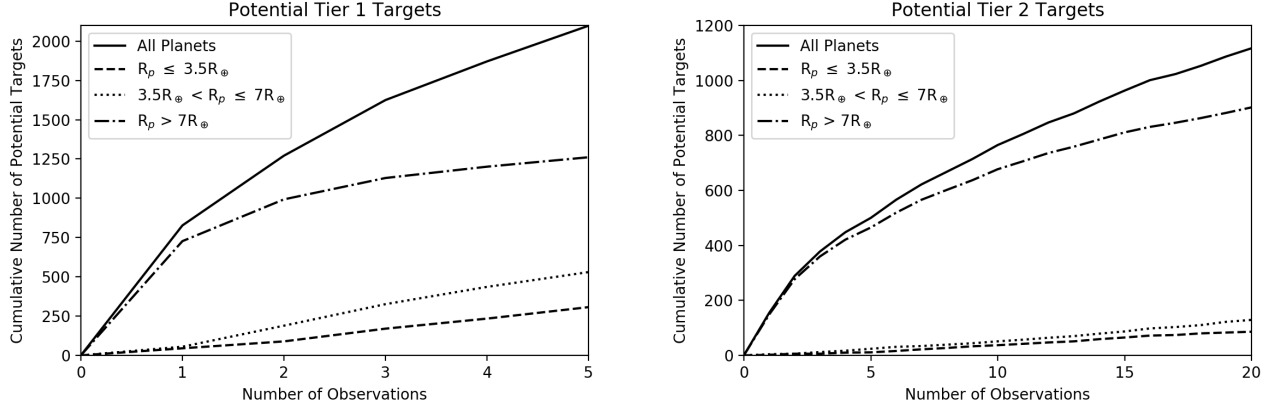 Potential Tier 1 Targets
Cumulative Number of Potential Targets
2000
1750
1500
1250
1000
750
500
250
0
All Planets
Rₚ ≤ 3.5R⊕
3.5R⊕ < Rₚ ≤ 7R⊕
Rₚ > 7R⊕
0 1 2 3 4 5
Number of Observations
Potential Tier 2 Targets
Cumulative Number of Potential Targets
1200
1000
800
600
400
200
0
All Planets
Rₚ ≤ 3.5R⊕
3.5R⊕ < Rₚ ≤ 7R⊕
Rₚ > 7R⊕
0 5 10 15 20
Number of Observations